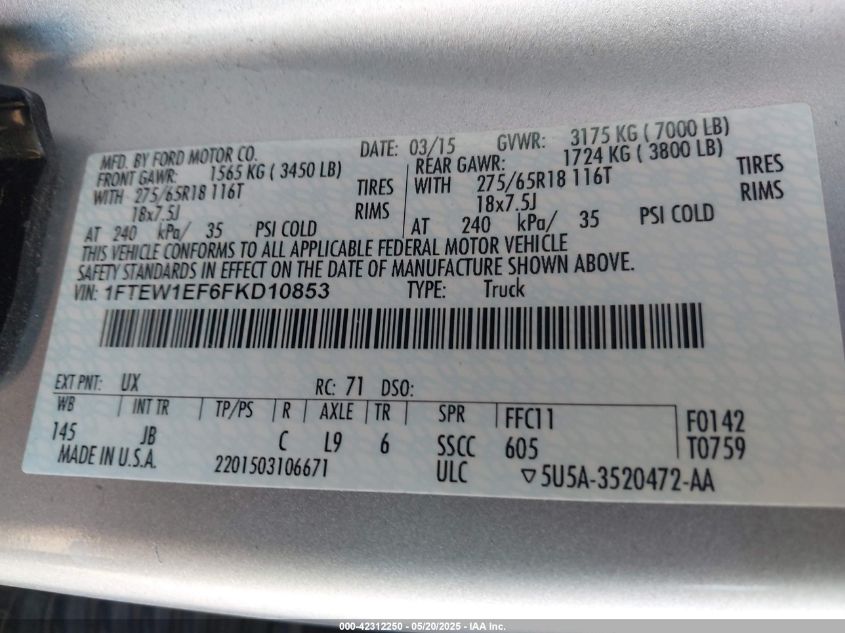 MFD. BY FORD MOTOR CO. DATE: 03/15 GVWR: 3175 KG ( 7000 LB)
FRONT GAWR: 1565 KG ( 3450 LB) REAR GAWR: 1724 KG ( 3800 LB)
WITH 275/65R18 116T TIRES WITH 275/65R18 116T TIRES
18x7.5J RIMS 18x7.5J RIMS
AT 240 kPa/ 35 PSI COLD AT 240 kPa/ 35 PSI COLD
THIS VEHICLE CONFORMS TO ALL APPLICABLE FEDERAL MOTOR VEHICLE
SAFETY STANDARDS IN EFFECT ON THE DATE OF MANUFACTURE SHOWN ABOVE.
VIN: 1FTEW1EF6FKD10853 TYPE: Truck
EXT PNT: UX RC: 71 DSO:
WB INT TR TP/PS R AXLE TR SPR FFC11 F0142
145 JB C L9 6 SSCC 605 T0759
MADE IN U.S.A. 2201503106671 ULC ▽5U5A-3520472-AA
000-42312250 - 05/20/2025 - IAA Inc.